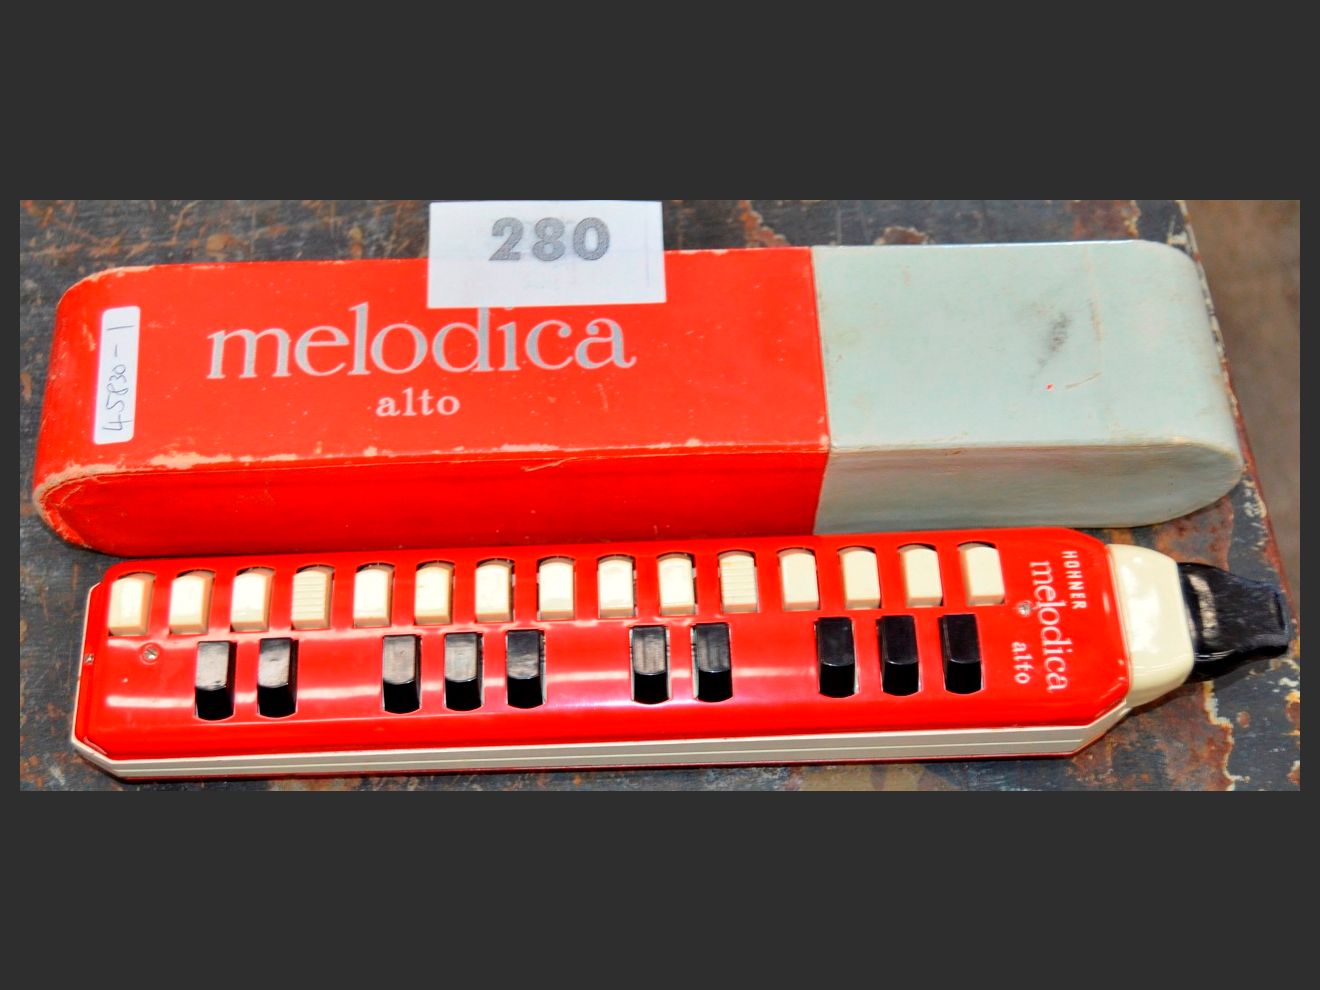 280
melodica
alto
45830-1
HOHNER
melodica
alto